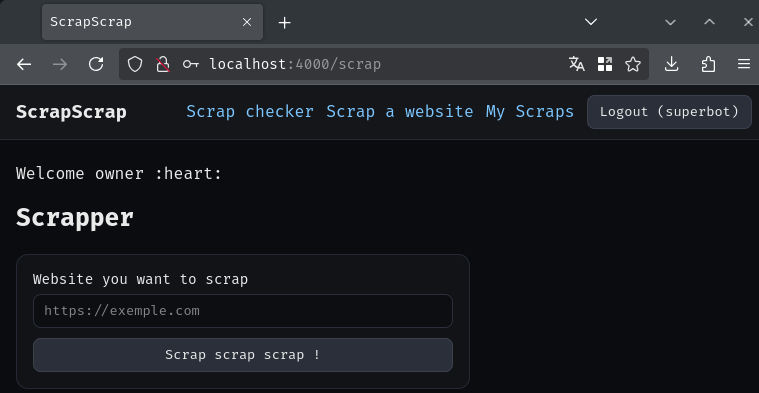 ScrapScrap
localhost:4000/scrap
ScrapScrap Scrap checker Scrap a website My Scraps Logout (superbot)
Welcome owner :heart:
Scrapper
Website you want to scrap
https://exemple.com
Scrap scrap scrap !